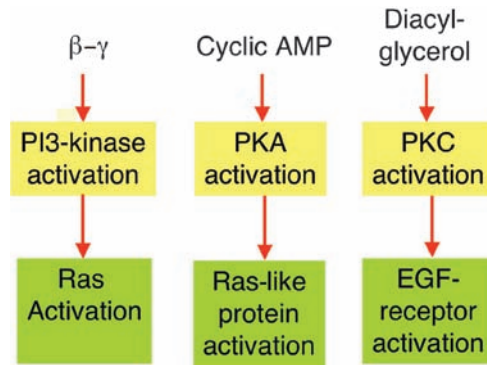 β–γ
PI3-kinase
activation
Ras
Activation
Cyclic AMP
PKA
activation
Ras-like
protein
activation
Diacyl-
glycerol
PKC
activation
EGF-
receptor
activation